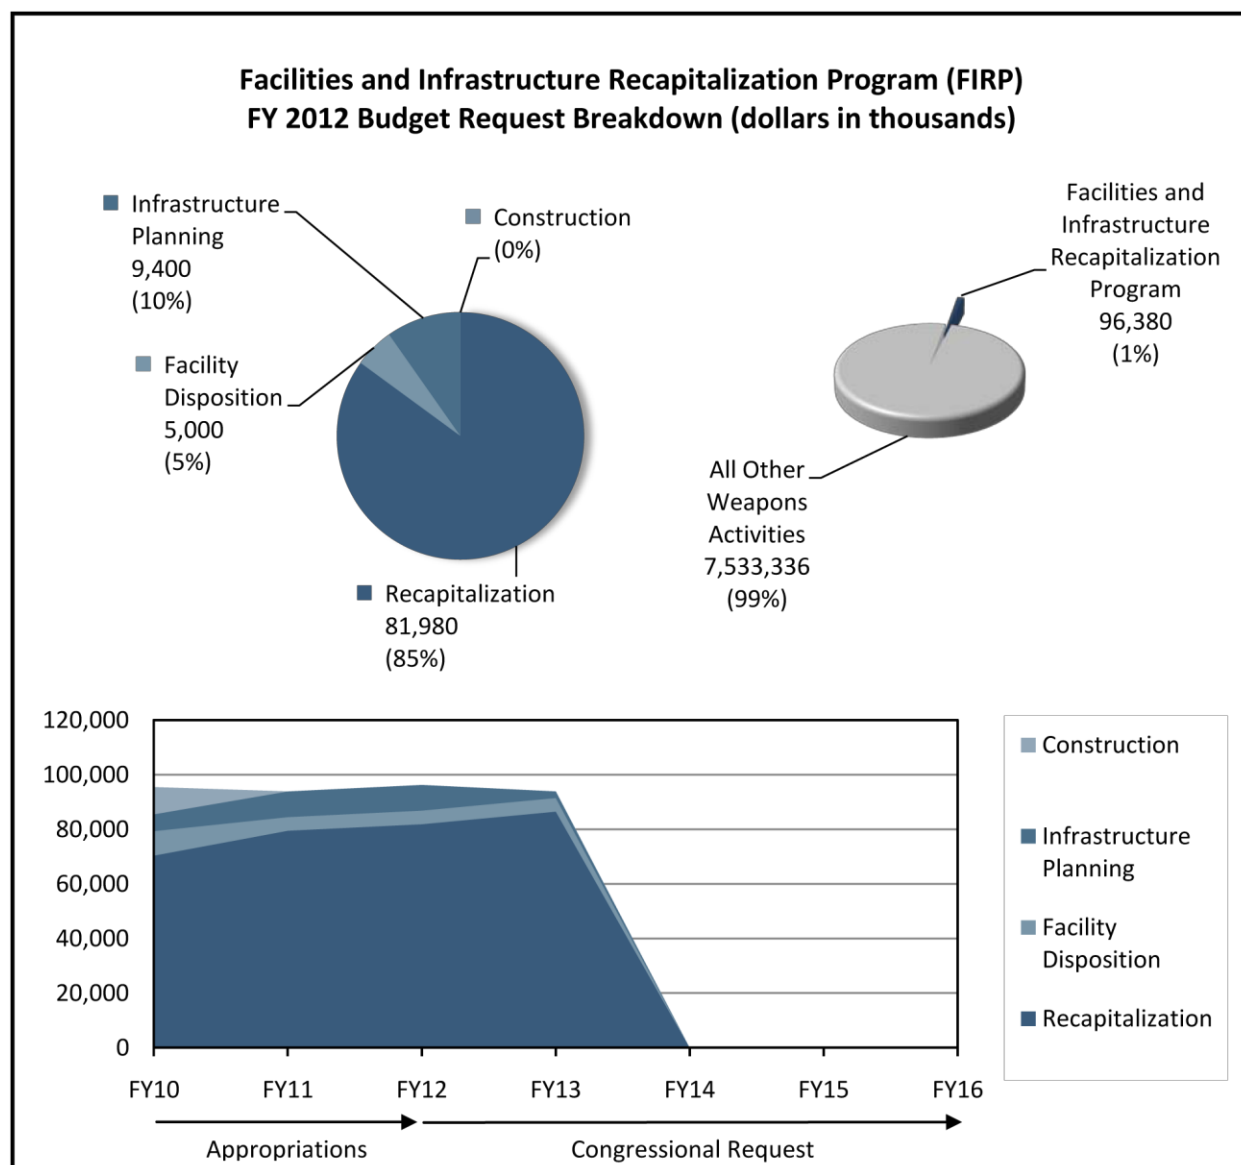 Facilities and Infrastructure Recapitalization Program (FIRP)
FY 2012 Budget Request Breakdown (dollars in thousands)
Infrastructure
Planning
9,400
(10%)
Construction
(0%)
Facility
Disposition
5,000
(5%)
Recapitalization
81,980
(85%)
Facilities and
Infrastructure
Recapitalization
Program
96,380
(1%)
All Other
Weapons
Activities
7,533,336
(99%)
120,000
100,000
80,000
60,000
40,000
20,000
0
FY10 FY11 FY12 FY13 FY14 FY15 FY16
Appropriations Congressional Request
Construction
Infrastructure
Planning
Facility
Disposition
Recapitalization